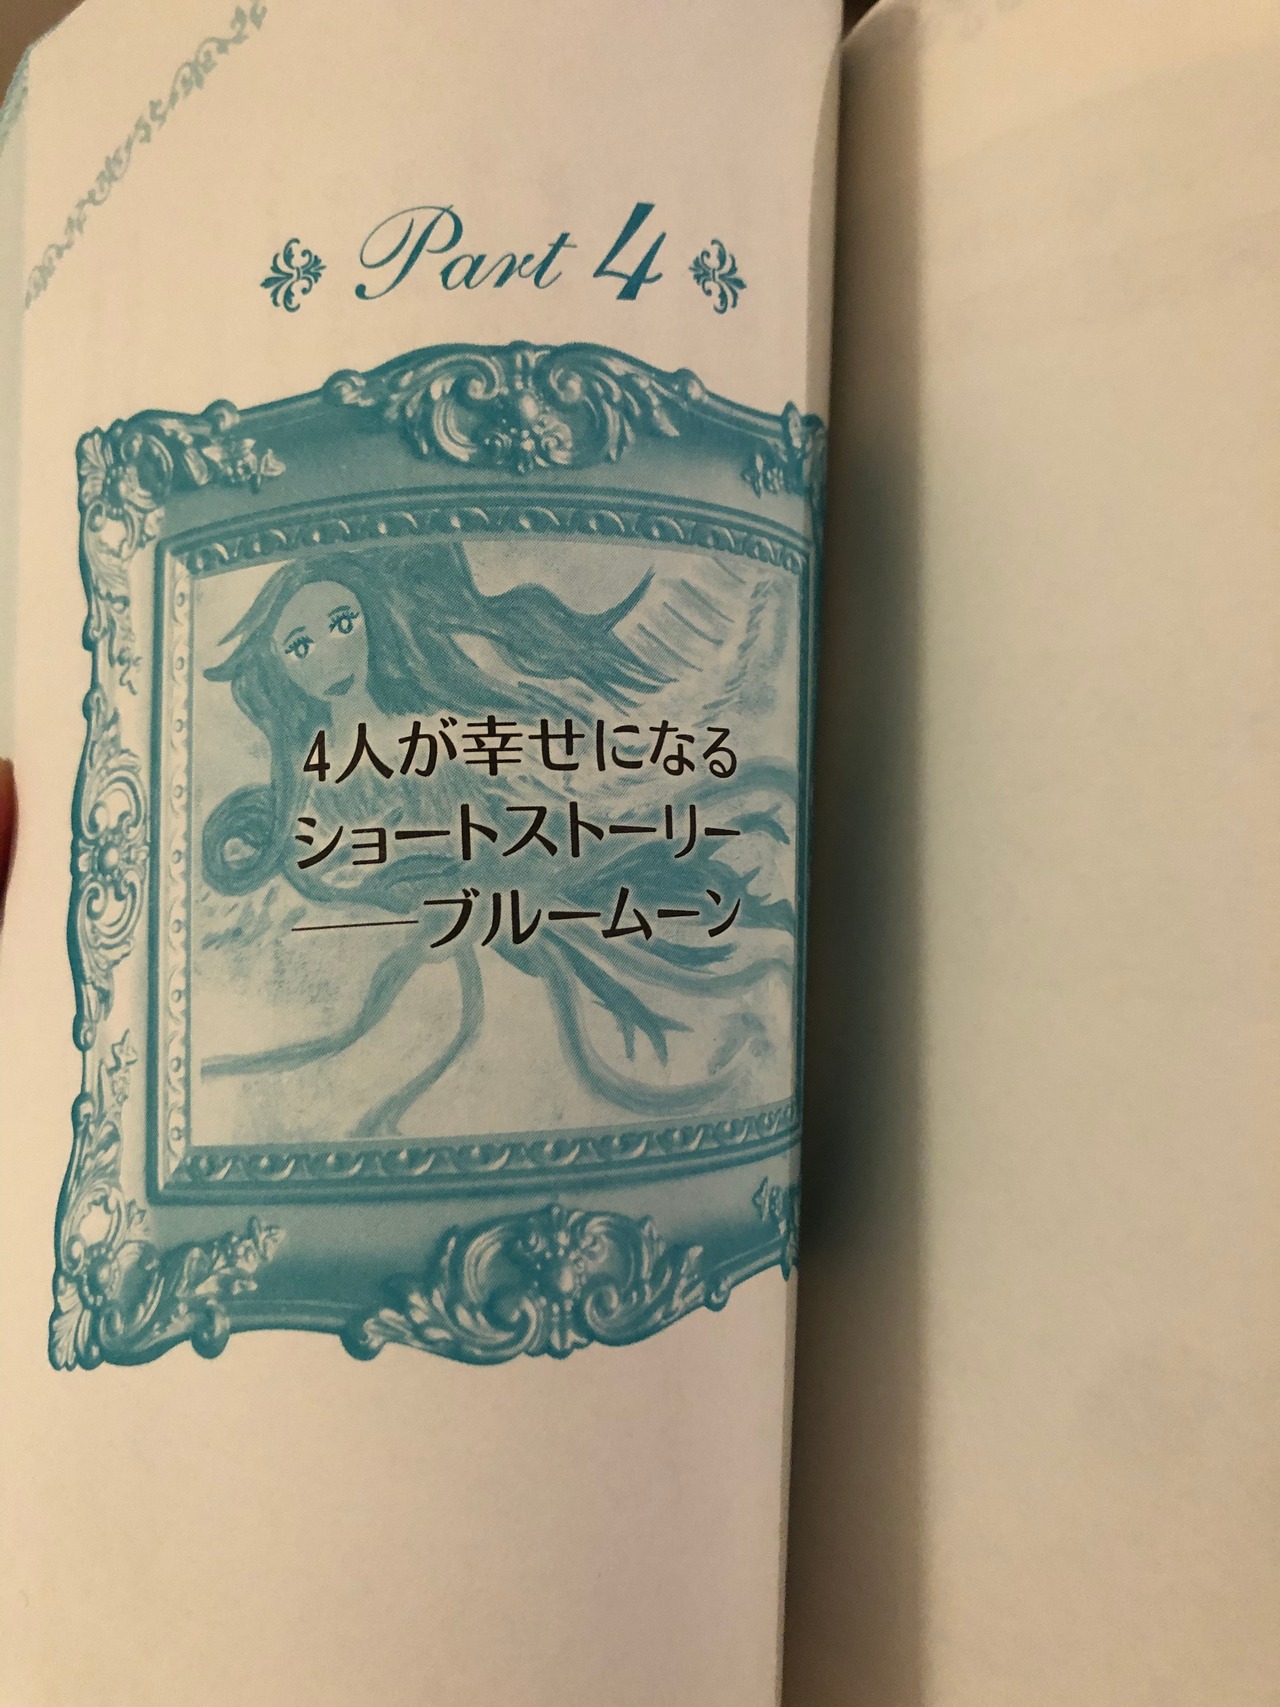 Part 4
4人が幸せになる
ショートストーリー
――ブルームーン